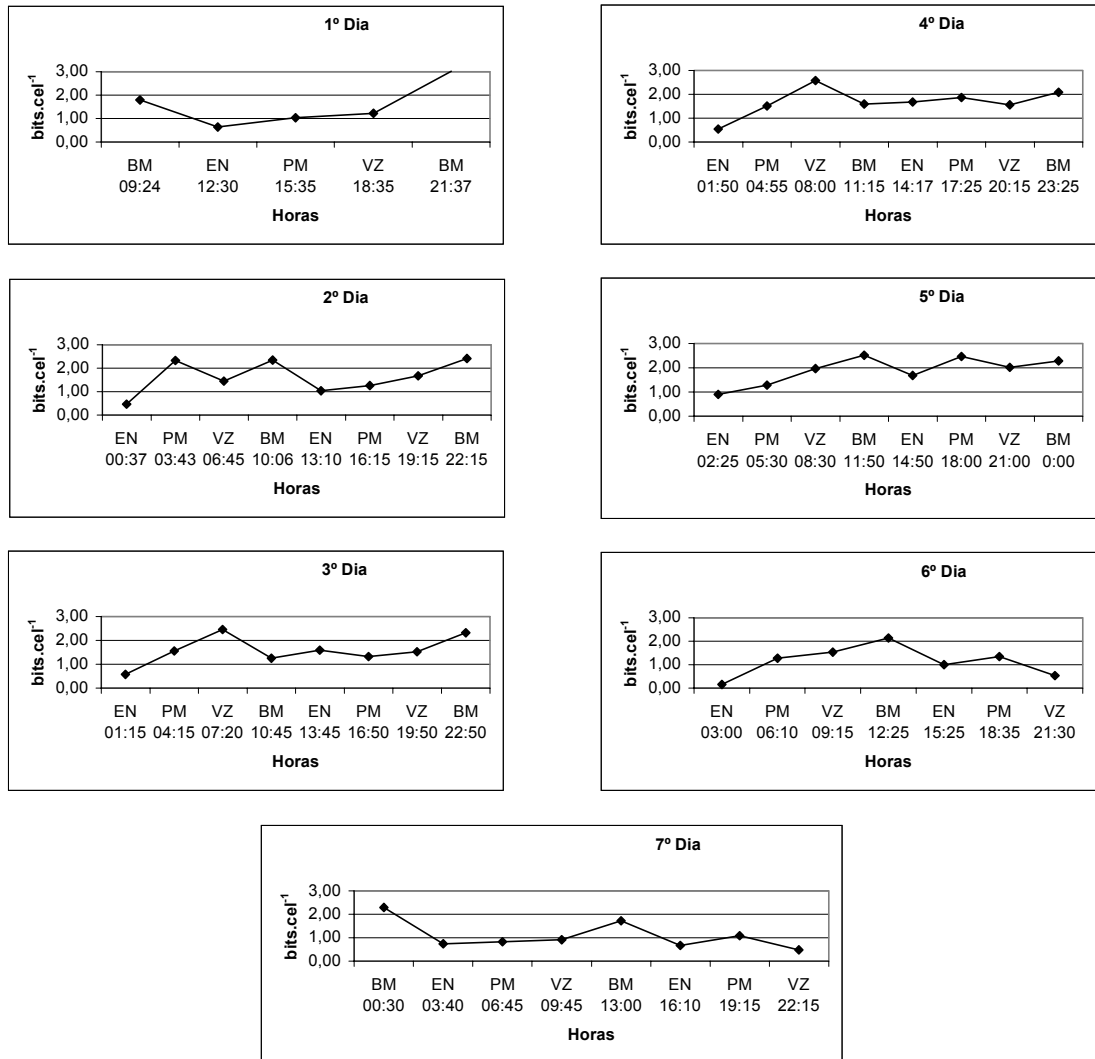 1º Dia
bits.cel-1
3,00
2,00
1,00
0,00
BM EN PM VZ BM
09:24 12:30 15:35 18:35 21:37
Horas
4º Dia
bits.cel-1
3,00
2,00
1,00
0,00
EN PM VZ BM EN PM VZ BM
01:50 04:55 08:00 11:15 14:17 17:25 20:15 23:25
Horas
2º Dia
bits.cel-1
3,00
2,00
1,00
0,00
EN PM VZ BM EN PM VZ BM
00:37 03:43 06:45 10:06 13:10 16:15 19:15 22:15
Horas
5º Dia
bits.cel-1
3,00
2,00
1,00
0,00
EN PM VZ BM EN PM VZ BM
02:25 05:30 08:30 11:50 14:50 18:00 21:00 0:00
Horas
3º Dia
bits.cel-1
3,00
2,00
1,00
0,00
EN PM VZ BM EN PM VZ BM
01:15 04:15 07:20 10:45 13:45 16:50 19:50 22:50
Horas
6º Dia
bits.cel-1
3,00
2,00
1,00
0,00
EN PM VZ BM EN PM VZ
03:00 06:10 09:15 12:25 15:25 18:35 21:30
Horas
7º Dia
bits.cel-1
3,00
2,00
1,00
0,00
BM EN PM VZ BM EN PM VZ
00:30 03:40 06:45 09:45 13:00 16:10 19:15 22:15
Horas